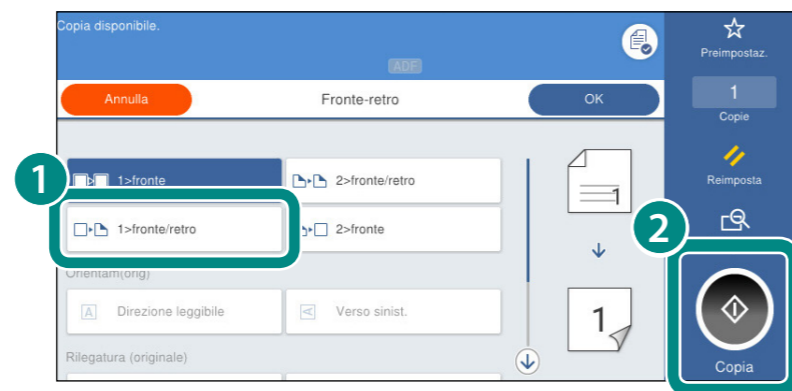 Copia disponibile.
ADF
Preimpostaz.
Annulla
Fronte-retro
OK
1
Copie
1
1>fronte
2>fronte/retro
1
Reimposta
1>fronte/retro
2>fronte
2
Orientam(orig)
A Direzione leggibile
A Verso sinist.
1
Rilegatura (originale)
Copia